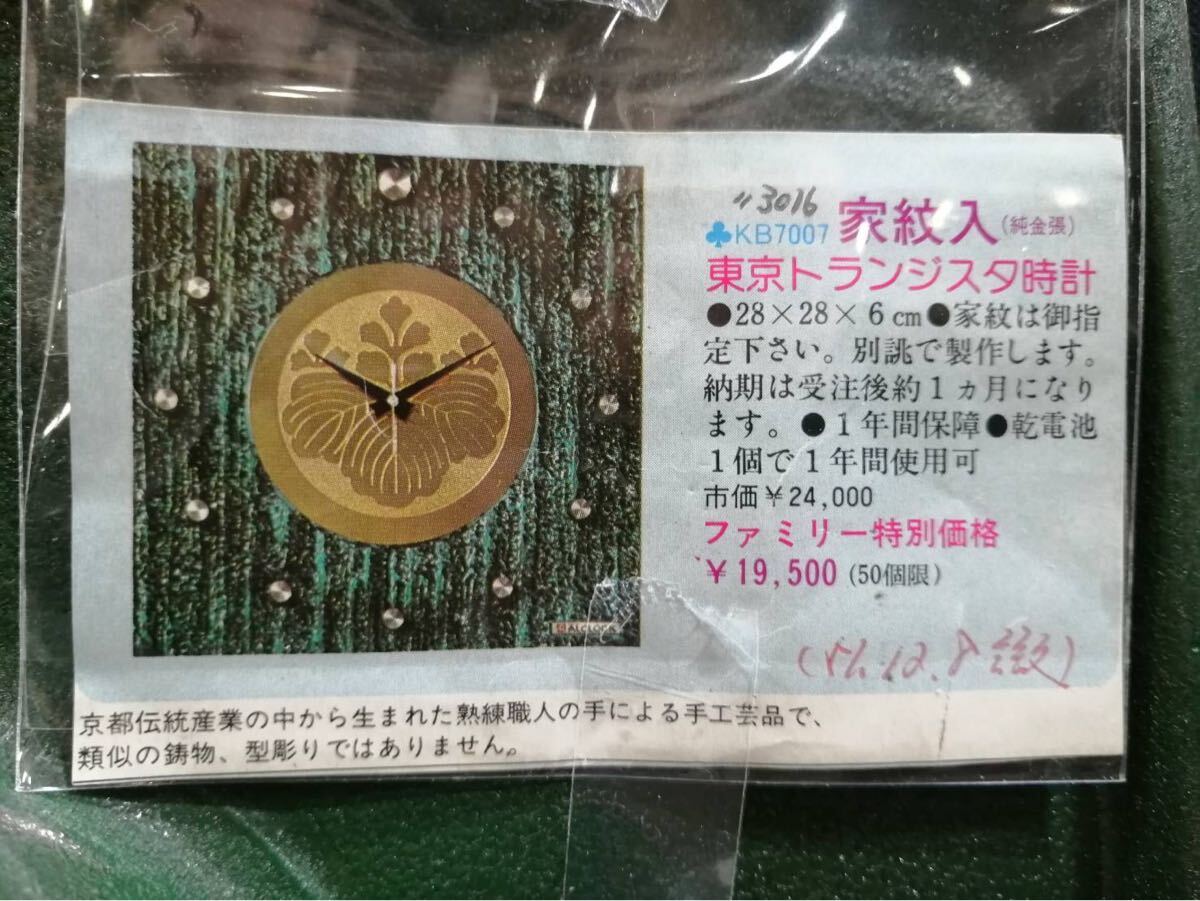 〃3016
♣KB7007 家紋入(純金張)
東京トランジスタ時計
●28×28×6cm●家紋は御指
定下さい。別誂で製作します。
納期は受注後約1ヵ月になり
ます。●1年間保障●乾電池
1個で1年間使用可
市価￥24,000
ファミリー特別価格
￥19,500 (50個限)
京都伝統産業の中から生まれた熟練職人の手による手工芸品で、
類似の鋳物、型彫りではありません。